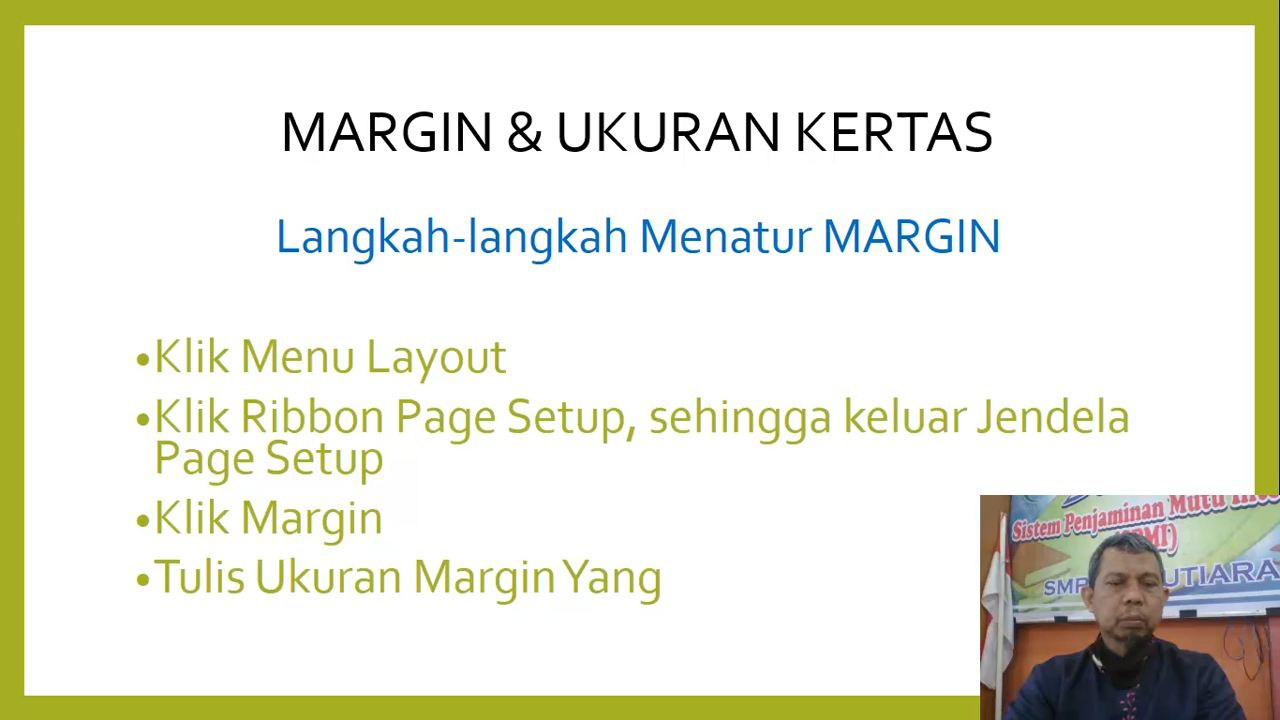 MARGIN & UKURAN KERTAS
Langkah-langkah Menatur MARGIN
•Klik Menu Layout
•Klik Ribbon Page Setup, sehingga keluar Jendela
Page Setup
•Klik Margin
•Tulis Ukuran Margin Yang
Sistem Penjaminan Mutu
SMP
UTIARA